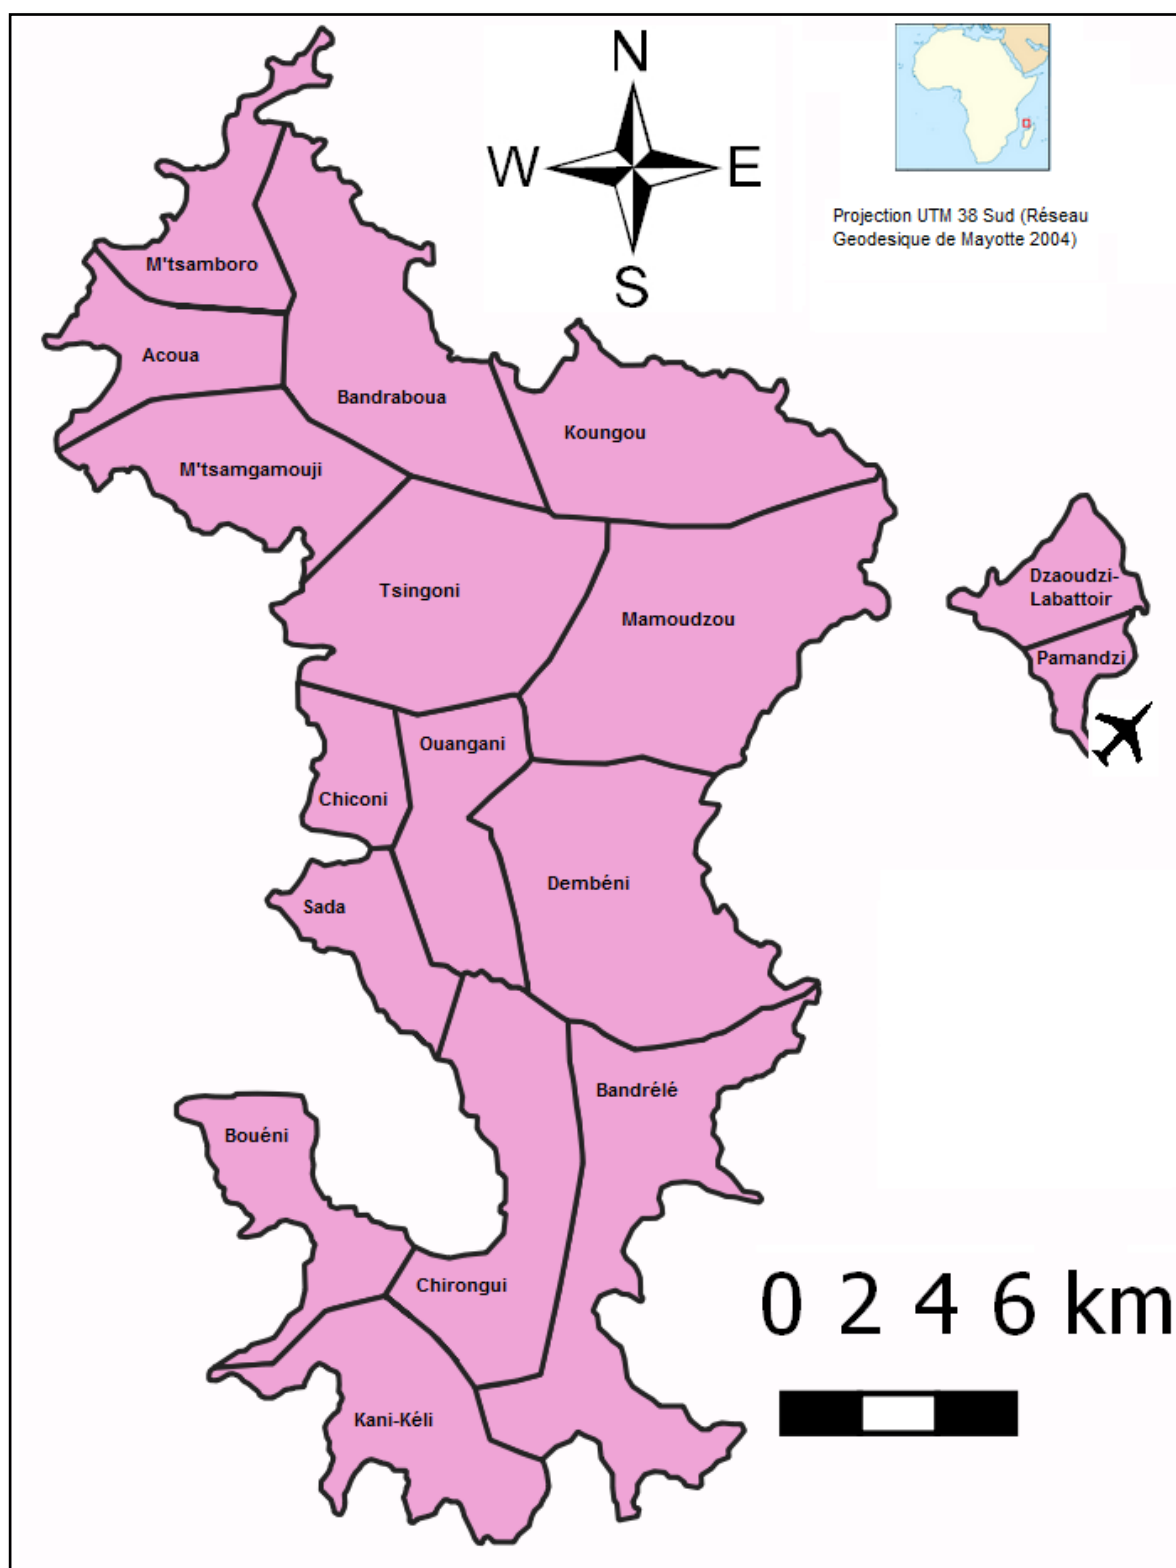 N
W E
S
Projection UTM 38 Sud (Réseau
Geodesique de Mayotte 2004)
M'tsamboro
Acoua
Bandraboua
Koungou
M'tsamgamouji
Tsingoni
Mamoudzou
Dzaoudzi-
Labattoir
Pamandzi
Ouangani
Chiconi
Dembéni
Sada
Bandrélé
Bouéni
Chirongui
Kani-Kéli
0 2 4 6 km